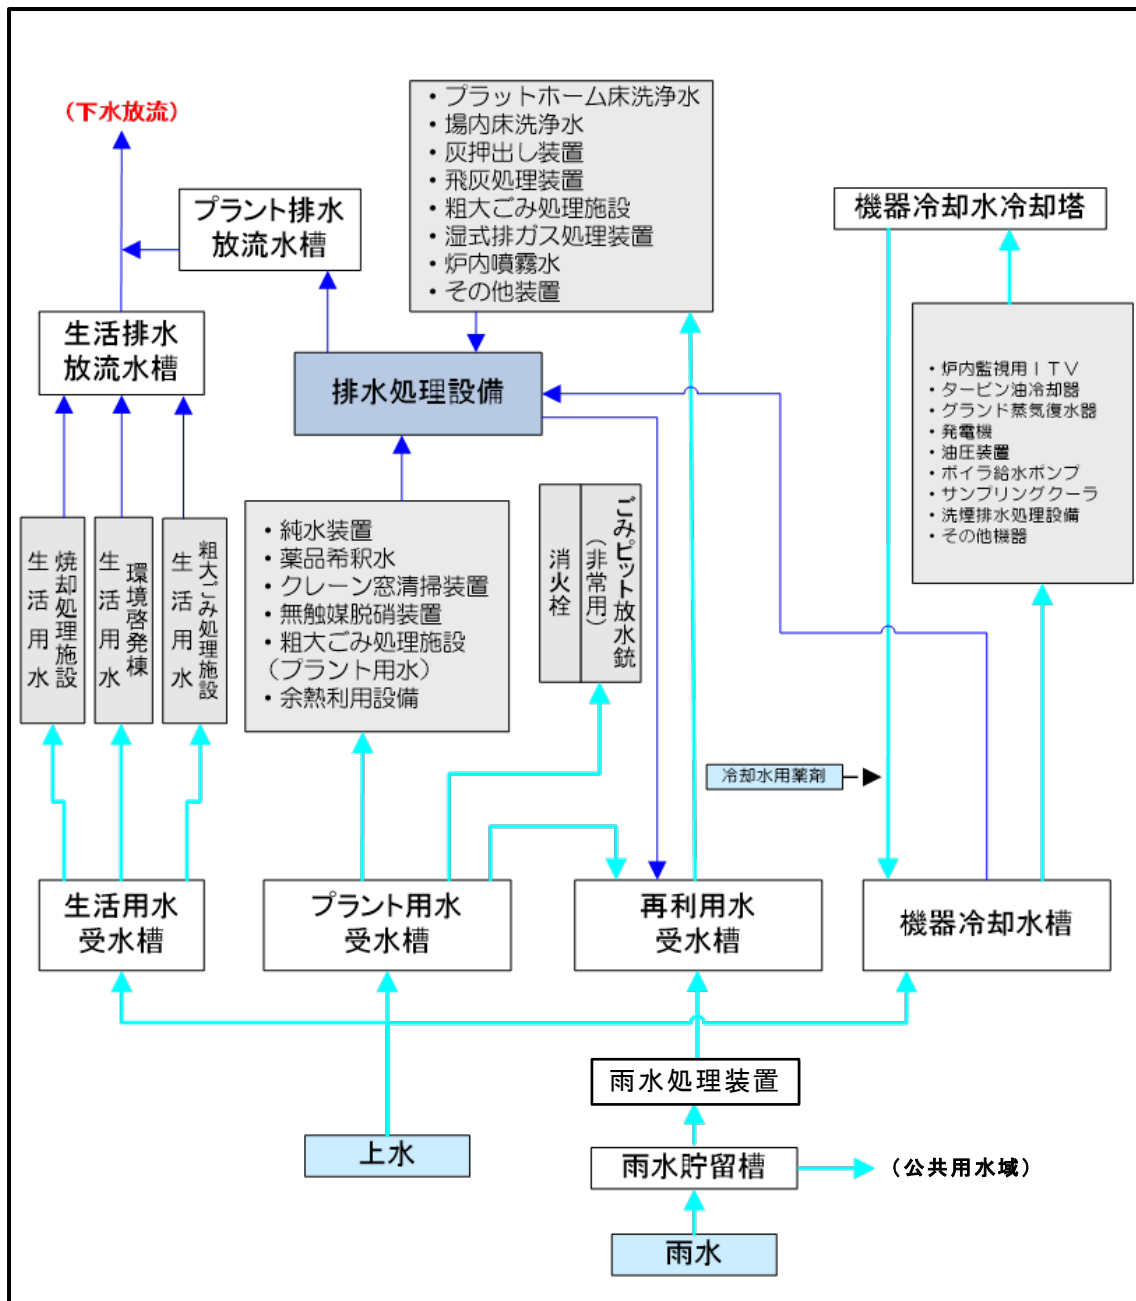 （下水放流）
プラント排水
放流水槽
生活排水
放流水槽
・プラットホーム床洗浄水
・場内床洗浄水
・灰押出し装置
・飛灰処理装置
・粗大ごみ処理施設
・湿式排ガス処理装置
・炉内噴霧水
・その他装置
機器冷却水冷却塔
排水処理設備
・炉内監視用ＩＴＶ
・タービン油冷却器
・グランド蒸気復水器
・発電機
・油圧装置
・ボイラ給水ポンプ
・サンプリングクーラ
・洗煙排水処理設備
・その他機器
焼却処理施設
生活用水
環境啓発棟
生活用水
粗大ごみ処理施設
生活用水
・純水装置
・薬品希釈水
・クレーン窓清掃装置
・無触媒脱硝装置
・粗大ごみ処理施設
（プラント用水）
・余熱利用設備
ごみピット放水銃
（非常用）
消火栓
冷却水用薬剤
生活用水
受水槽
プラント用水
受水槽
再利用水
受水槽
機器冷却水槽
雨水処理装置
上水
雨水貯留槽
（公共用水域）
雨水